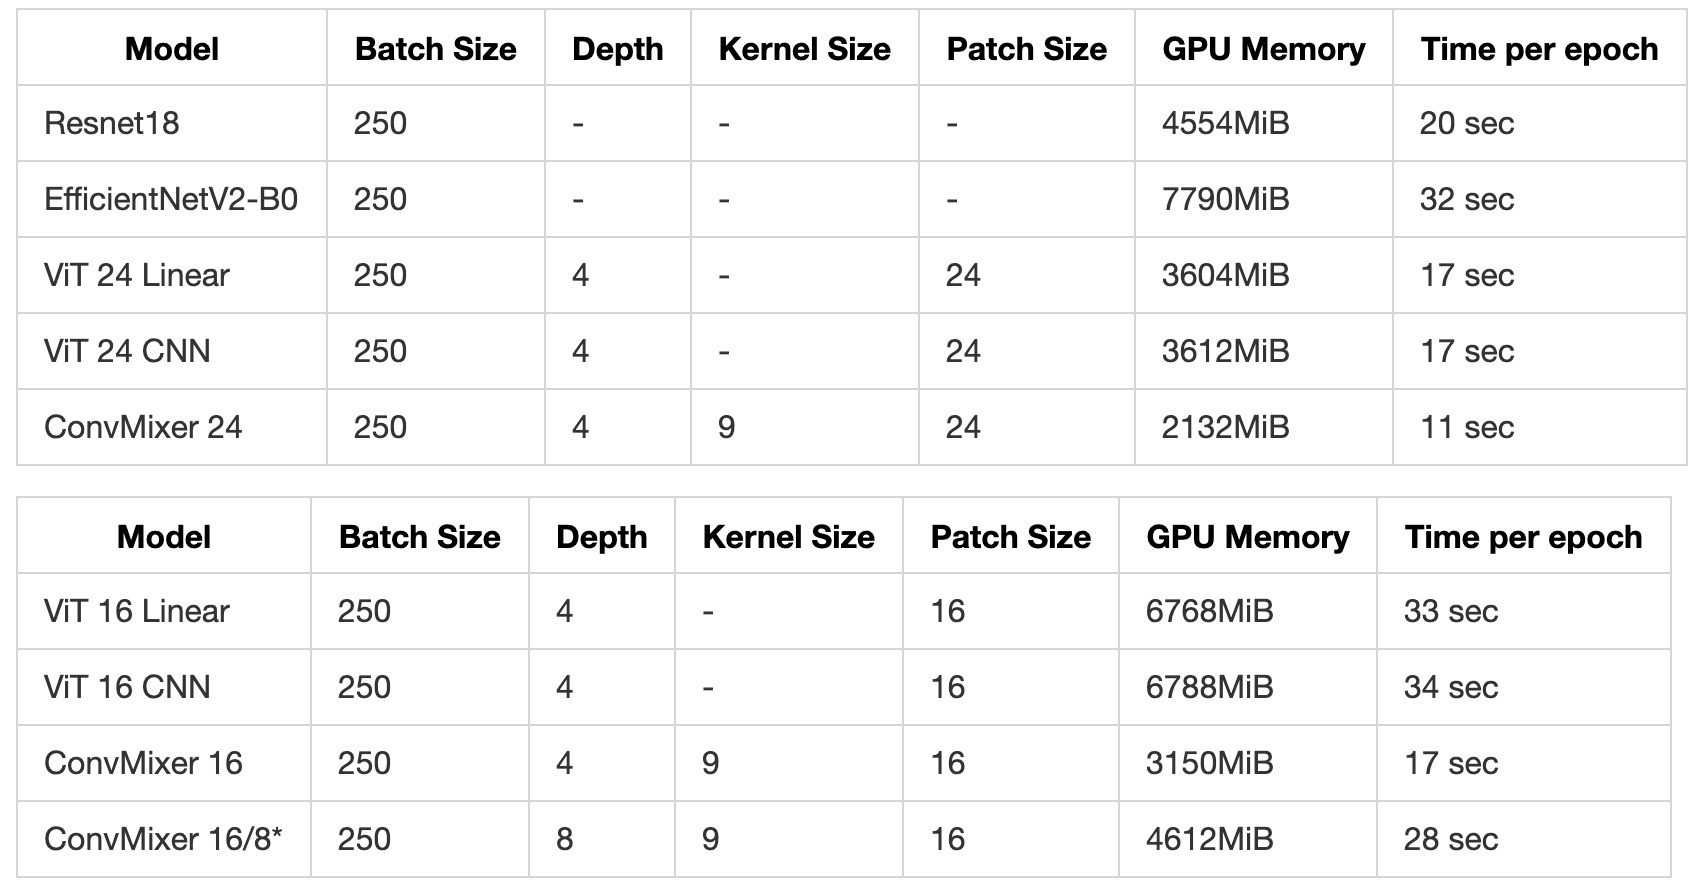 Model Batch Size Depth Kernel Size Patch Size GPU Memory Time per epoch
Resnet18 250 - - - 4554MiB 20 sec
EfficientNetV2-B0 250 - - - 7790MiB 32 sec
ViT 24 Linear 250 4 - 24 3604MiB 17 sec
ViT 24 CNN 250 4 - 24 3612MiB 17 sec
ConvMixer 24 250 4 9 24 2132MiB 11 sec
Model Batch Size Depth Kernel Size Patch Size GPU Memory Time per epoch
ViT 16 Linear 250 4 - 16 6768MiB 33 sec
ViT 16 CNN 250 4 - 16 6788MiB 34 sec
ConvMixer 16 250 4 9 16 3150MiB 17 sec
ConvMixer 16/8* 250 8 9 16 4612MiB 28 sec